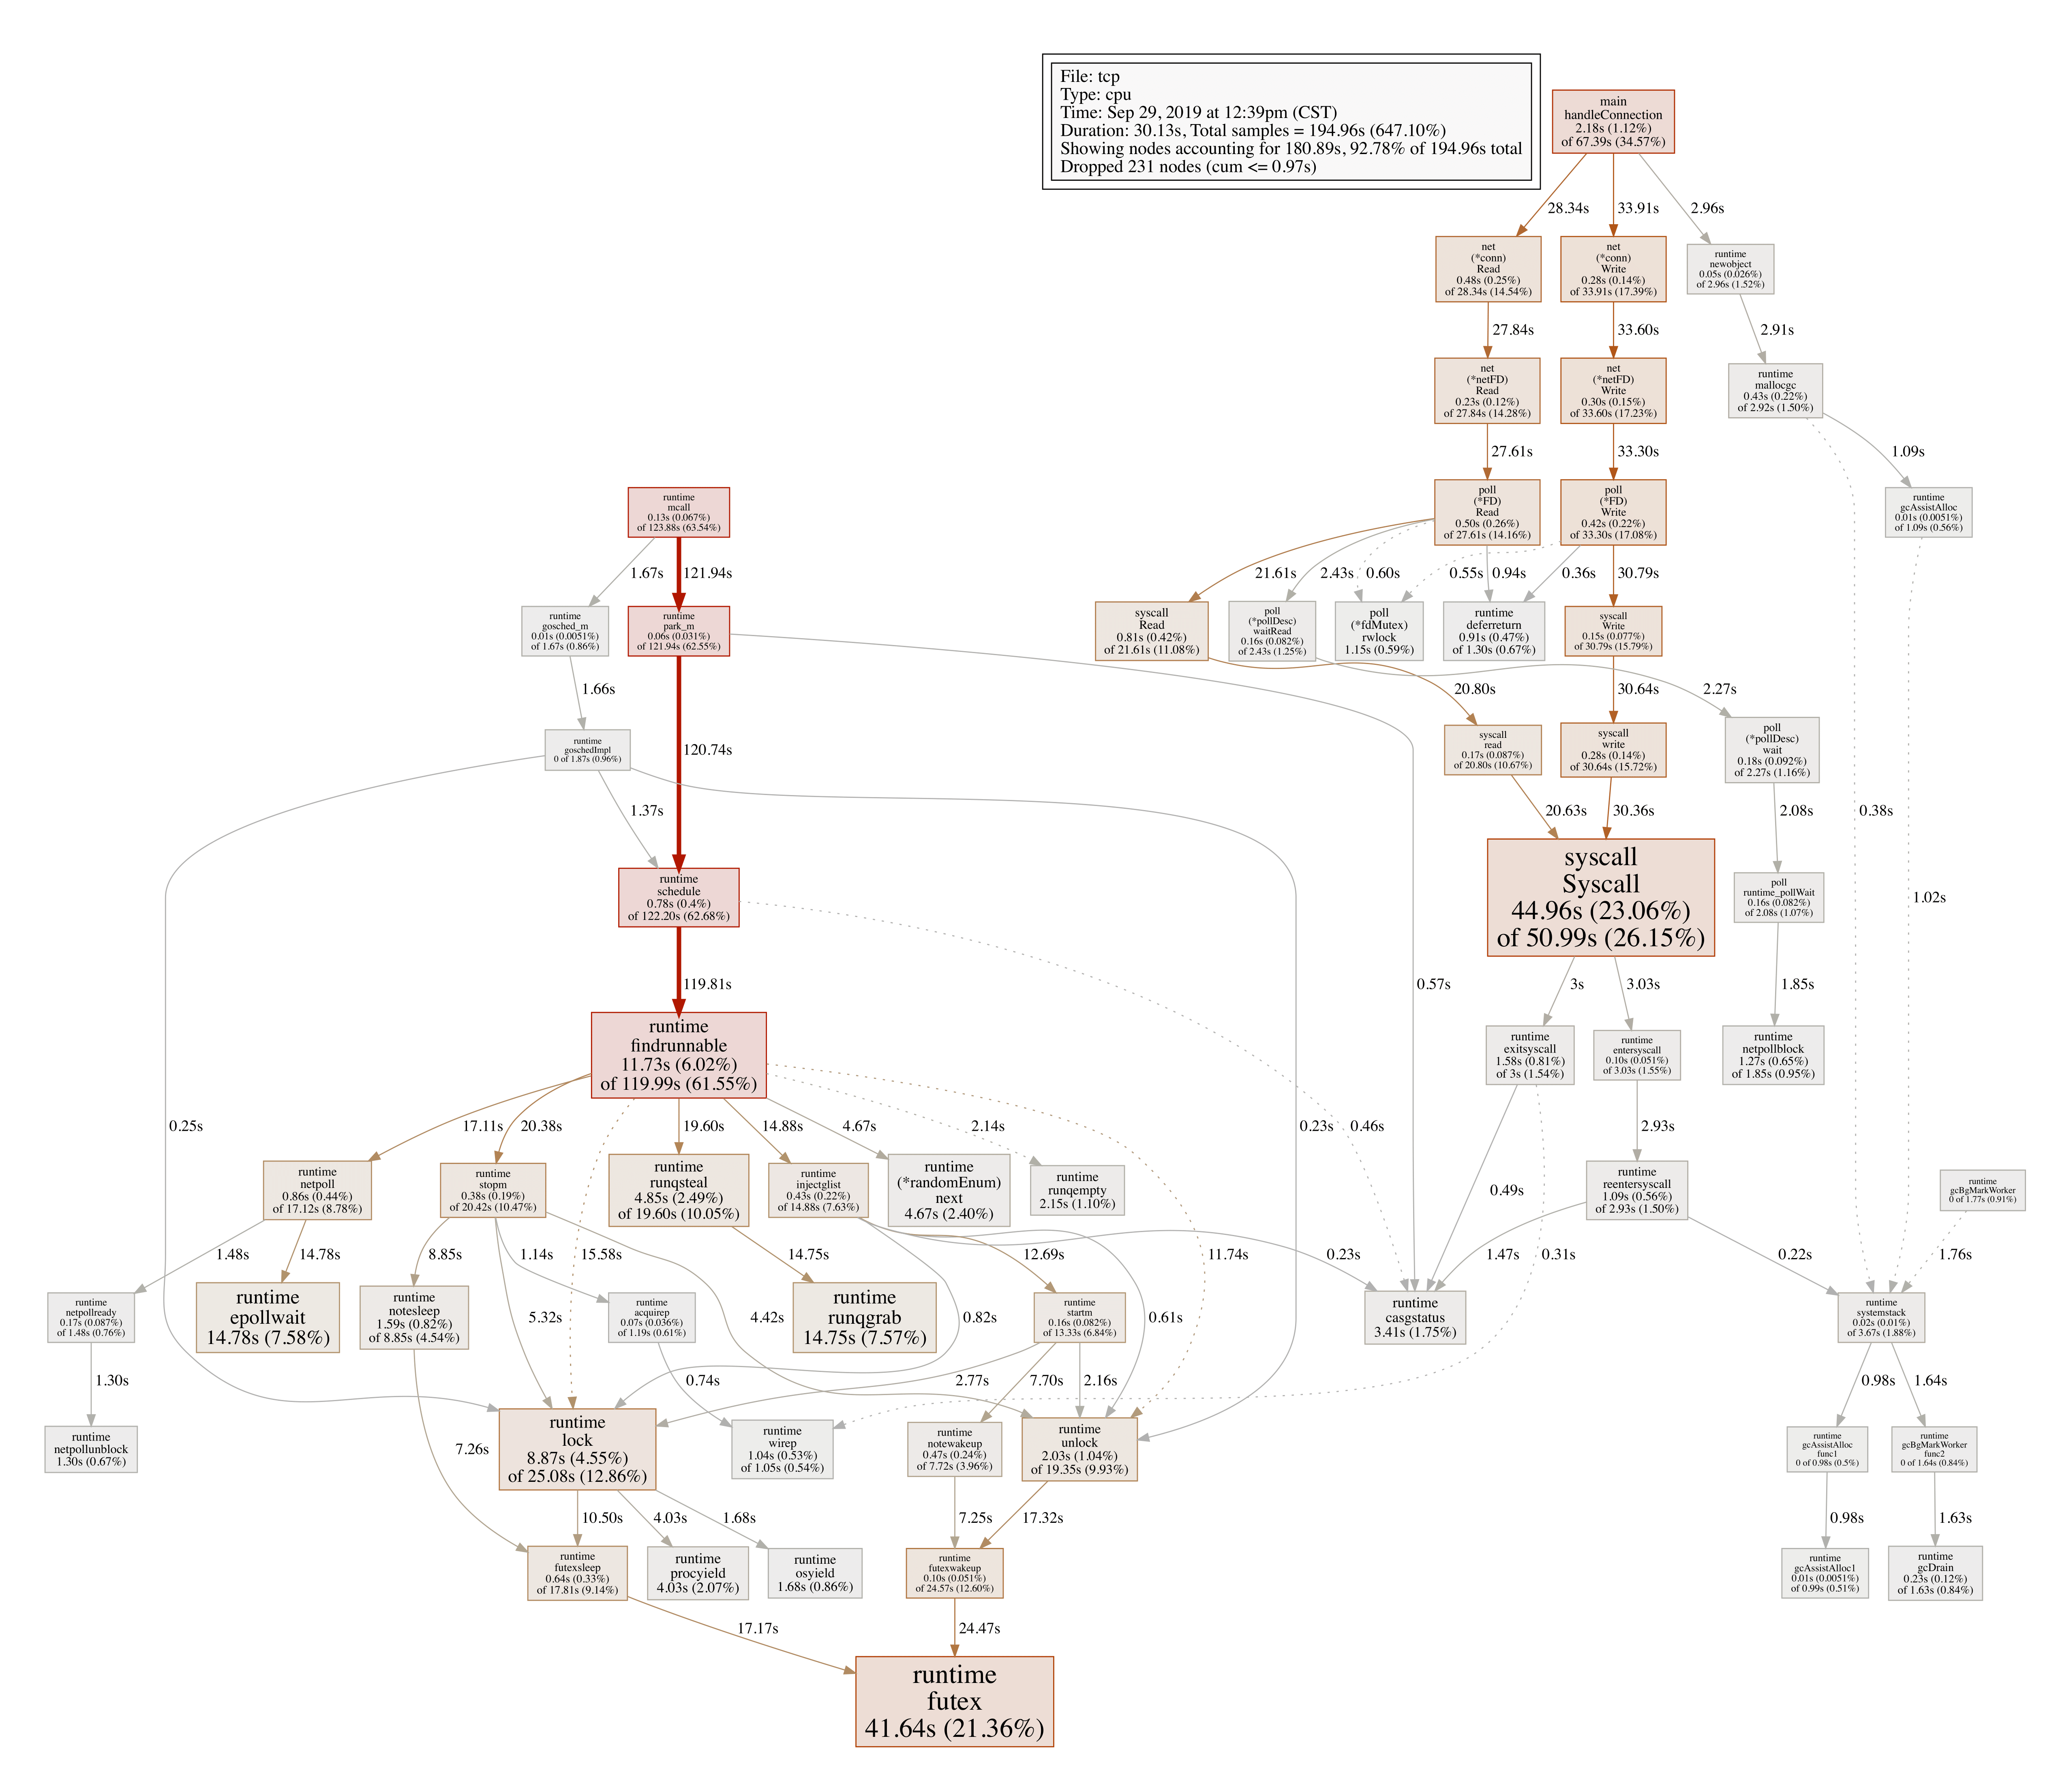 File: tcp
Type: cpu
Time: Sep 29, 2019 at 12:39pm (CST)
Duration: 30.13s, Total samples = 194.96s (647.10%)
Showing nodes accounting for 180.89s, 92.78% of 194.96s total
Dropped 231 nodes (cum <= 0.97s)
main
handleConnection
2.18s (1.12%)
of 67.39s (34.57%)
28.34s
33.91s
2.96s
net
(*conn)
Read
0.48s (0.25%)
of 28.34s (14.54%)
net
(*conn)
Write
0.28s (0.14%)
of 33.91s (17.39%)
runtime
newobject
0.05s (0.026%)
of 2.96s (1.52%)
27.84s
33.60s
2.91s
net
(*netFD)
Read
0.23s (0.12%)
of 27.84s (14.28%)
net
(*netFD)
Write
0.30s (0.15%)
of 33.60s (17.23%)
runtime
mallocgc
0.43s (0.22%)
of 2.92s (1.50%)
27.61s
33.30s
1.09s
runtime
mcall
0.13s (0.067%)
of 123.88s (63.54%)
poll
(*FD)
Read
0.50s (0.26%)
of 27.61s (14.16%)
poll
(*FD)
Write
0.42s (0.22%)
of 33.30s (17.08%)
runtime
gcAssistAlloc
0.01s (0.0051%)
of 1.09s (0.56%)
1.67s
121.94s
21.61s
2.43s
0.60s
0.55s
0.94s
0.36s
30.79s
runtime
gosched_m
0.01s (0.0051%)
of 1.67s (0.86%)
runtime
park_m
0.06s (0.031%)
of 121.94s (62.55%)
syscall
Read
0.81s (0.42%)
of 21.61s (11.08%)
poll
(*pollDesc)
waitRead
0.16s (0.082%)
of 2.43s (1.25%)
poll
(*fdMutex)
rwlock
1.15s (0.59%)
runtime
deferreturn
0.91s (0.47%)
of 1.30s (0.67%)
syscall
Write
0.15s (0.077%)
of 30.79s (15.79%)
1.66s
20.80s
30.64s
2.27s
runtime
goschedImpl
0 of 1.87s (0.96%)
120.74s
syscall
read
0.17s (0.087%)
of 20.80s (10.67%)
syscall
write
0.28s (0.14%)
of 30.64s (15.72%)
poll
(*pollDesc)
wait
0.18s (0.092%)
of 2.27s (1.16%)
1.37s
20.63s
30.36s
2.08s
0.38s
runtime
schedule
0.78s (0.4%)
of 122.20s (62.68%)
syscall
Syscall
44.96s (23.06%)
of 50.99s (26.15%)
poll
runtime_pollWait
0.16s (0.082%)
of 2.08s (1.07%)
1.02s
119.81s
0.57s
3s
3.03s
1.85s
runtime
findrunnable
11.73s (6.02%)
of 119.99s (61.55%)
runtime
exitsyscall
1.58s (0.81%)
of 3s (1.54%)
runtime
entersyscall
0.10s (0.051%)
of 3.03s (1.55%)
runtime
netpollblock
1.27s (0.65%)
of 1.85s (0.95%)
0.25s
17.11s
20.38s
19.60s
14.88s
4.67s
2.14s
0.23s
0.46s
2.93s
runtime
netpoll
0.86s (0.44%)
of 17.12s (8.78%)
runtime
stopm
0.38s (0.19%)
of 20.42s (10.47%)
runtime
runqsteal
4.85s (2.49%)
of 19.60s (10.05%)
runtime
injectglist
0.43s (0.22%)
of 14.88s (7.63%)
runtime
(*randomEnum)
next
4.67s (2.40%)
runtime
runqempty
2.15s (1.10%)
0.49s
runtime
reentersyscall
1.09s (0.56%)
of 2.93s (1.50%)
runtime
gcBgMarkWorker
0 of 1.77s (0.91%)
1.48s
14.78s
8.85s
1.14s
15.58s
14.75s
12.69s
11.74s
0.23s
1.47s
0.31s
0.22s
1.76s
runtime
netpollready
0.17s (0.087%)
of 1.48s (0.76%)
runtime
epollwait
14.78s (7.58%)
runtime
notesleep
1.59s (0.82%)
of 8.85s (4.54%)
5.32s
runtime
acquirep
0.07s (0.036%)
of 1.19s (0.61%)
4.42s
runtime
runqgrab
14.75s (7.57%)
0.82s
runtime
startm
0.16s (0.082%)
of 13.33s (6.84%)
0.61s
runtime
casgstatus
3.41s (1.75%)
runtime
systemstack
0.02s (0.01%)
of 3.67s (1.88%)
1.30s
0.74s
2.77s
7.70s
2.16s
0.98s
1.64s
runtime
netpollunblock
1.30s (0.67%)
7.26s
runtime
lock
8.87s (4.55%)
of 25.08s (12.86%)
runtime
wirep
1.04s (0.53%)
of 1.05s (0.54%)
runtime
notewakeup
0.47s (0.24%)
of 7.72s (3.96%)
runtime
unlock
2.03s (1.04%)
of 19.35s (9.93%)
runtime
gcAssistAlloc
func1
0 of 0.98s (0.5%)
runtime
gcBgMarkWorker
func2
0 of 1.64s (0.84%)
10.50s
4.03s
1.68s
7.25s
17.32s
0.98s
1.63s
runtime
futexsleep
0.64s (0.33%)
of 17.81s (9.14%)
runtime
procyield
4.03s (2.07%)
runtime
osyield
1.68s (0.86%)
runtime
futexwakeup
0.10s (0.051%)
of 24.57s (12.60%)
runtime
gcAssistAlloc1
0.01s (0.0051%)
of 0.99s (0.51%)
runtime
gcDrain
0.23s (0.12%)
of 1.63s (0.84%)
17.17s
24.47s
runtime
futex
41.64s (21.36%)